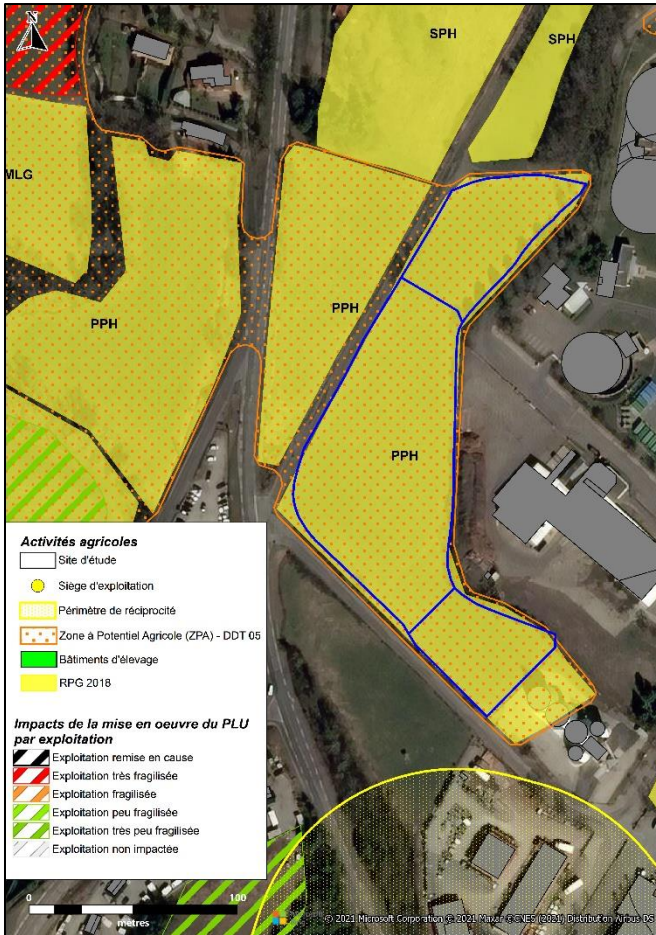 N
SPH
SPH
MLG
PPH
PPH
PPH
Activités agricoles
Site d'étude
Siège d'exploitation
Périmètre de réciprocité
Zone à Potentiel Agricole (ZPA) - DDT 05
Bâtiments d'élevage
RPG 2018
Impacts de la mise en oeuvre du PLU
par exploitation
Exploitation remise en cause
Exploitation très fragilisée
Exploitation fragilisée
Exploitation peu fragilisée
Exploitation très peu fragilisée
Exploitation non impactée
0 100
mètres
© 2021 Microsoft Corporation © 2021 Maxar ©CNES (2021) Distribution Airbus DS